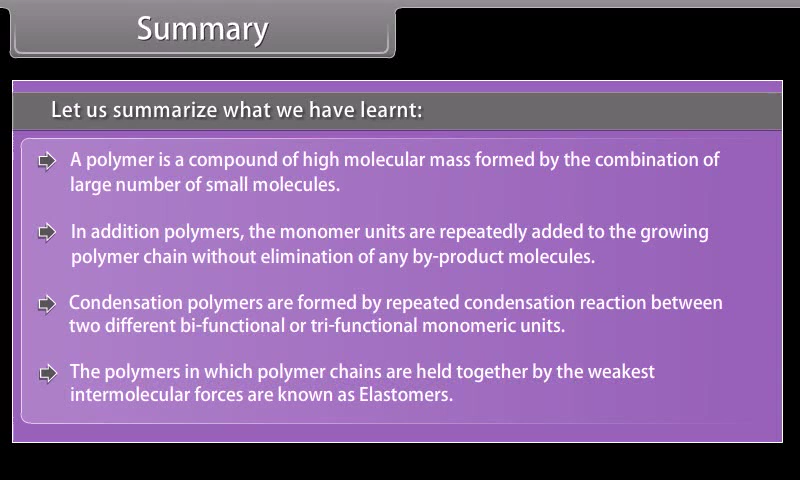 Summary
Let us summarize what we have learnt:
A polymer is a compound of high molecular mass formed by the combination of
large number of small molecules.
In addition polymers, the monomer units are repeatedly added to the growing
polymer chain without elimination of any by-product molecules.
Condensation polymers are formed by repeated condensation reaction between
two different bi-functional or tri-functional monomeric units.
The polymers in which polymer chains are held together by the weakest
intermolecular forces are known as Elastomers.